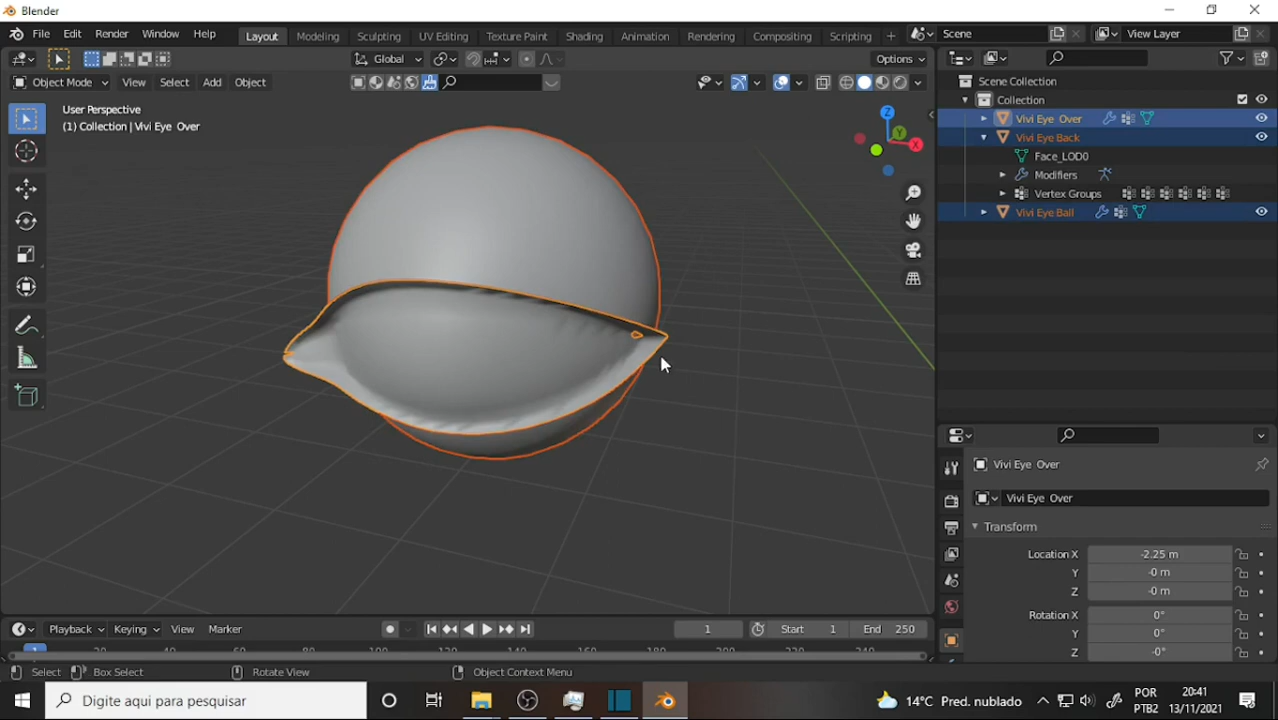 Blender
File Edit Render Window Help Layout Modeling Sculpting UV Editing Texture Paint Shading Animation Rendering Compositing Scripting + Scene View Layer
Global Options
Object Mode View Select Add Object
User Perspective
(1) Collection | Vivi Eye Over
Z
Y
X
Scene Collection
Collection
Vivi Eye Over
Vivi Eye Back
Face_LOD0
Modifiers
Vertex Groups
Vivi Eye Ball
Vivi Eye Over
Vivi Eye Over
Transform
Location X -2.25 m
Y -0 m
Z -0 m
Rotation X 0°
Y 0°
Z -0°
Playback Keying View Marker 1 Start 1 End 250
Select Box Select Rotate View Object Context Menu
Digite aqui para pesquisar
14°C Pred. nublado
POR
PTB2
20:41
13/11/2021